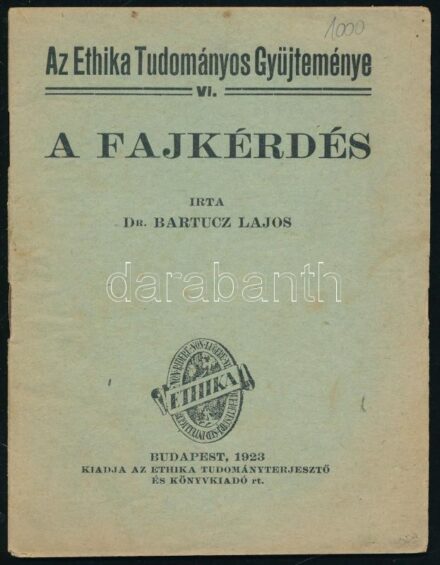 1000
Az Ethika Tudományos Gyüjteménye
VI.
A FAJKÉRDÉS
IRTA
DR. BARTUCZ LAJOS
darabanth
ETHIKA
BUDAPEST, 1923
KIADJA AZ ETHIKA TUDOMÁNYTERJESZTŐ
ÉS KÖNYVKIADÓ rt.